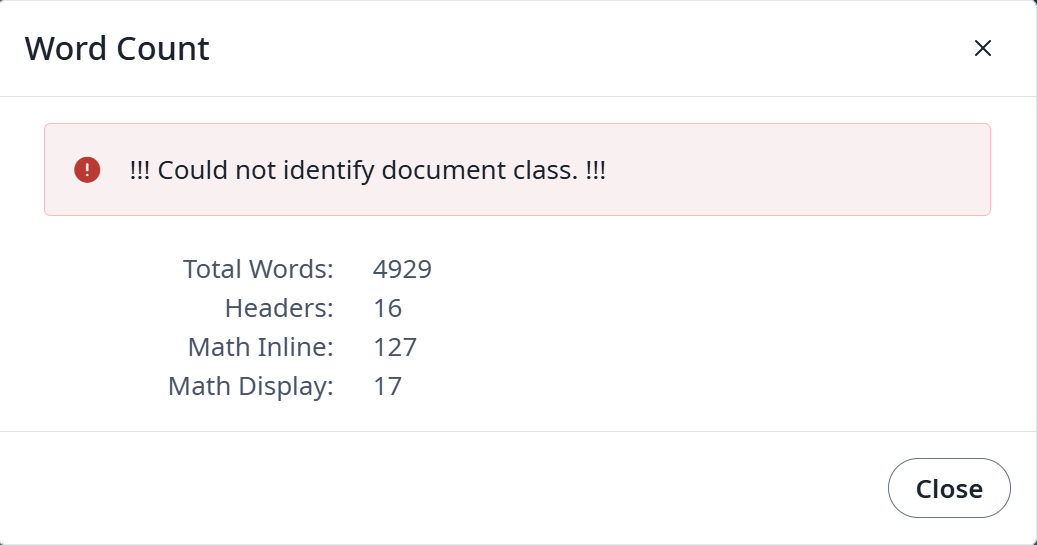 Word Count
!!! Could not identify document class. !!!
Total Words: 4929
Headers: 16
Math Inline: 127
Math Display: 17
Close